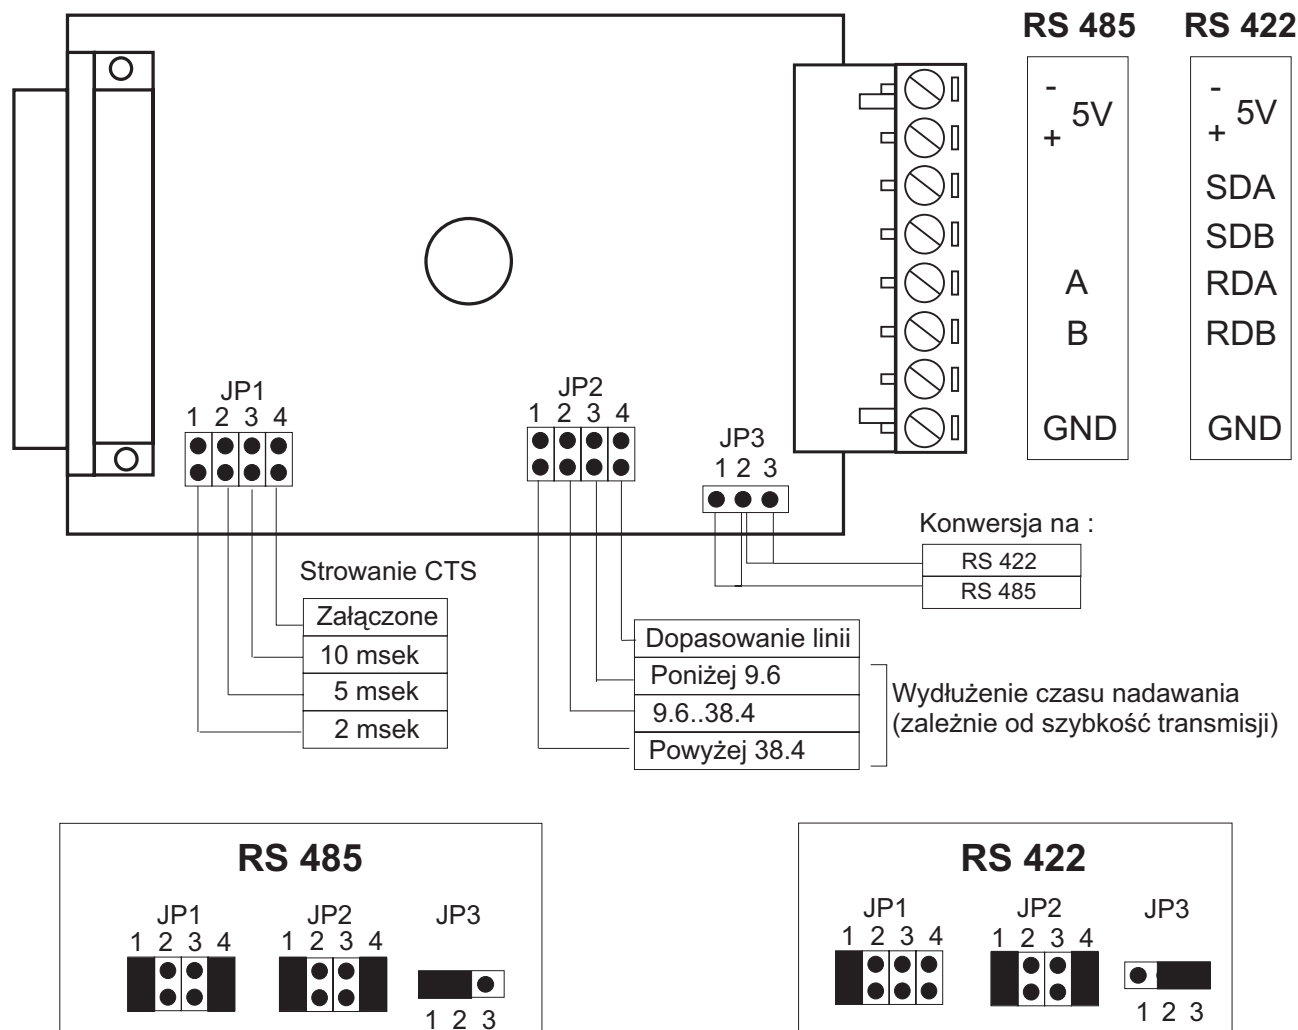 RS 485 RS 422
- 5V +
- 5V +
SDA
SDB
A RDA
B RDB
GND GND
JP1
1 2 3 4
JP2
1 2 3 4
JP3
1 2 3
Konwersja na :
RS 422
RS 485
Strowanie CTS
Załączone
10 msek
5 msek
2 msek
Dopasowanie linii
Poniżej 9.6
9.6..38.4
Powyżej 38.4
Wydłużenie czasu nadawania
(zależnie od szybkość transmisji)
RS 485
JP1 JP2 JP3
1 2 3 4 1 2 3 4
1 2 3
RS 422
JP1 JP2 JP3
1 2 3 4 1 2 3 4
1 2 3